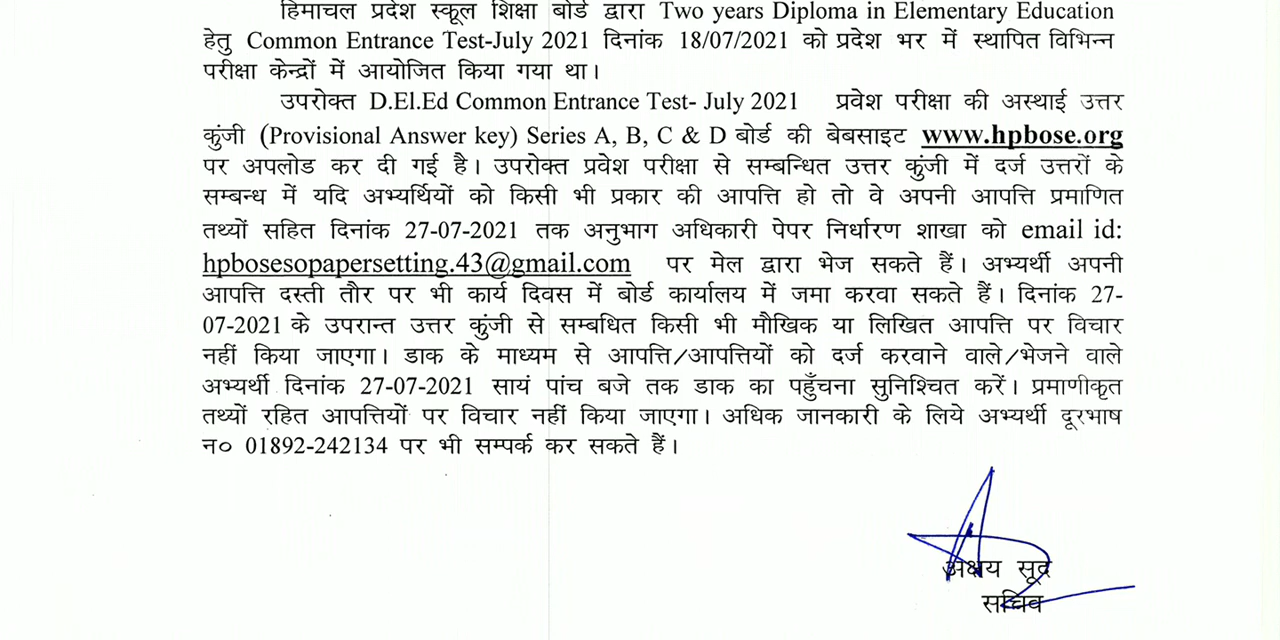 हिमाचल प्रदेश स्कूल शिक्षा बोर्ड द्वारा Two years Diploma in Elementary Education
हेतु Common Entrance Test-July 2021 दिनांक 18/07/2021 को प्रदेश भर में स्थापित विभिन्न
परीक्षा केन्द्रों में आयोजित किया गया था।
उपरोक्त D.El.Ed Common Entrance Test- July 2021 प्रवेश परीक्षा की अस्थाई उत्तर
कुंजी (Provisional Answer key) Series A, B, C & D बोर्ड की बेबसाइट www.hpbose.org
पर अपलोड कर दी गई है। उपरोक्त प्रवेश परीक्षा से सम्बन्धित उत्तर कुंजी में दर्ज उत्तरों के
सम्बन्ध में यदि अभ्यर्थियों को किसी भी प्रकार की आपत्ति हो तो वे अपनी आपत्ति प्रमाणित
तथ्यों सहित दिनांक 27-07-2021 तक अनुभाग अधिकारी पेपर निर्धारण शाखा को email id:
hpbosesopapersetting.43@gmail.com पर मेल द्वारा भेज सकते हैं। अभ्यर्थी अपनी
आपत्ति दस्ती तौर पर भी कार्य दिवस में बोर्ड कार्यालय में जमा करवा सकते हैं। दिनांक 27-
07-2021 के उपरान्त उत्तर कुंजी से सम्बधित किसी भी मौखिक या लिखित आपत्ति पर विचार
नहीं किया जाएगा। डाक के माध्यम से आपत्ति/आपत्तियों को दर्ज करवाने वाले/भेजने वाले
अभ्यर्थी दिनांक 27-07-2021 सायं पांच बजे तक डाक का पहुँचना सुनिश्चित करें। प्रमाणीकृत
तथ्यों रहित आपत्तियों पर विचार नहीं किया जाएगा। अधिक जानकारी के लिये अभ्यर्थी दूरभाष
न० 01892-242134 पर भी सम्पर्क कर सकते हैं।
अक्षय सूद
सचिव